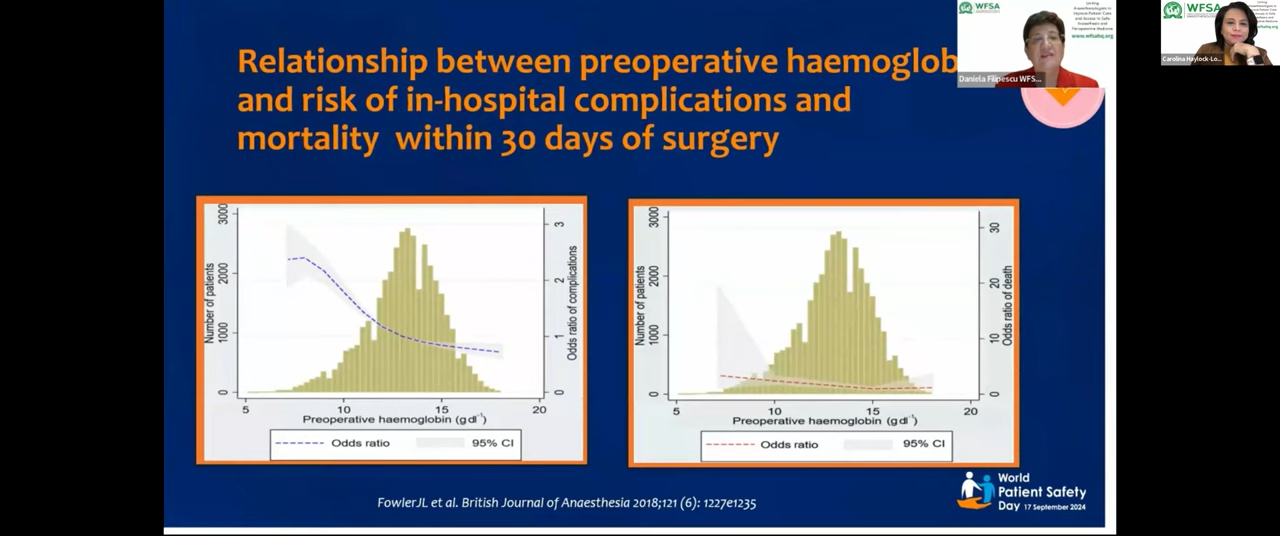 Relationship between preoperative haemoglob
and risk of in-hospital complications and
mortality within 30 days of surgery
WFSA
www.wfsahq.org
Daniela Filipescu WFS...
WFSA
Carolina Haylock-Lo...
Number of patients
0
1000
2000
3000
Odds ratio of complications
0
1
2
3
5
10
15
20
Preoperative haemoglobin (g dl⁻¹)
Odds ratio
95% CI
Number of patients
0
1000
2000
3000
Odds ratio of death
0
10
20
30
5
10
15
20
Preoperative haemoglobin (g dl⁻¹)
Odds ratio
95% CI
FowlerJL et al. British Journal of Anaesthesia 2018;121 (6): 1227e1235
World
Patient Safety
Day 17 September 2024